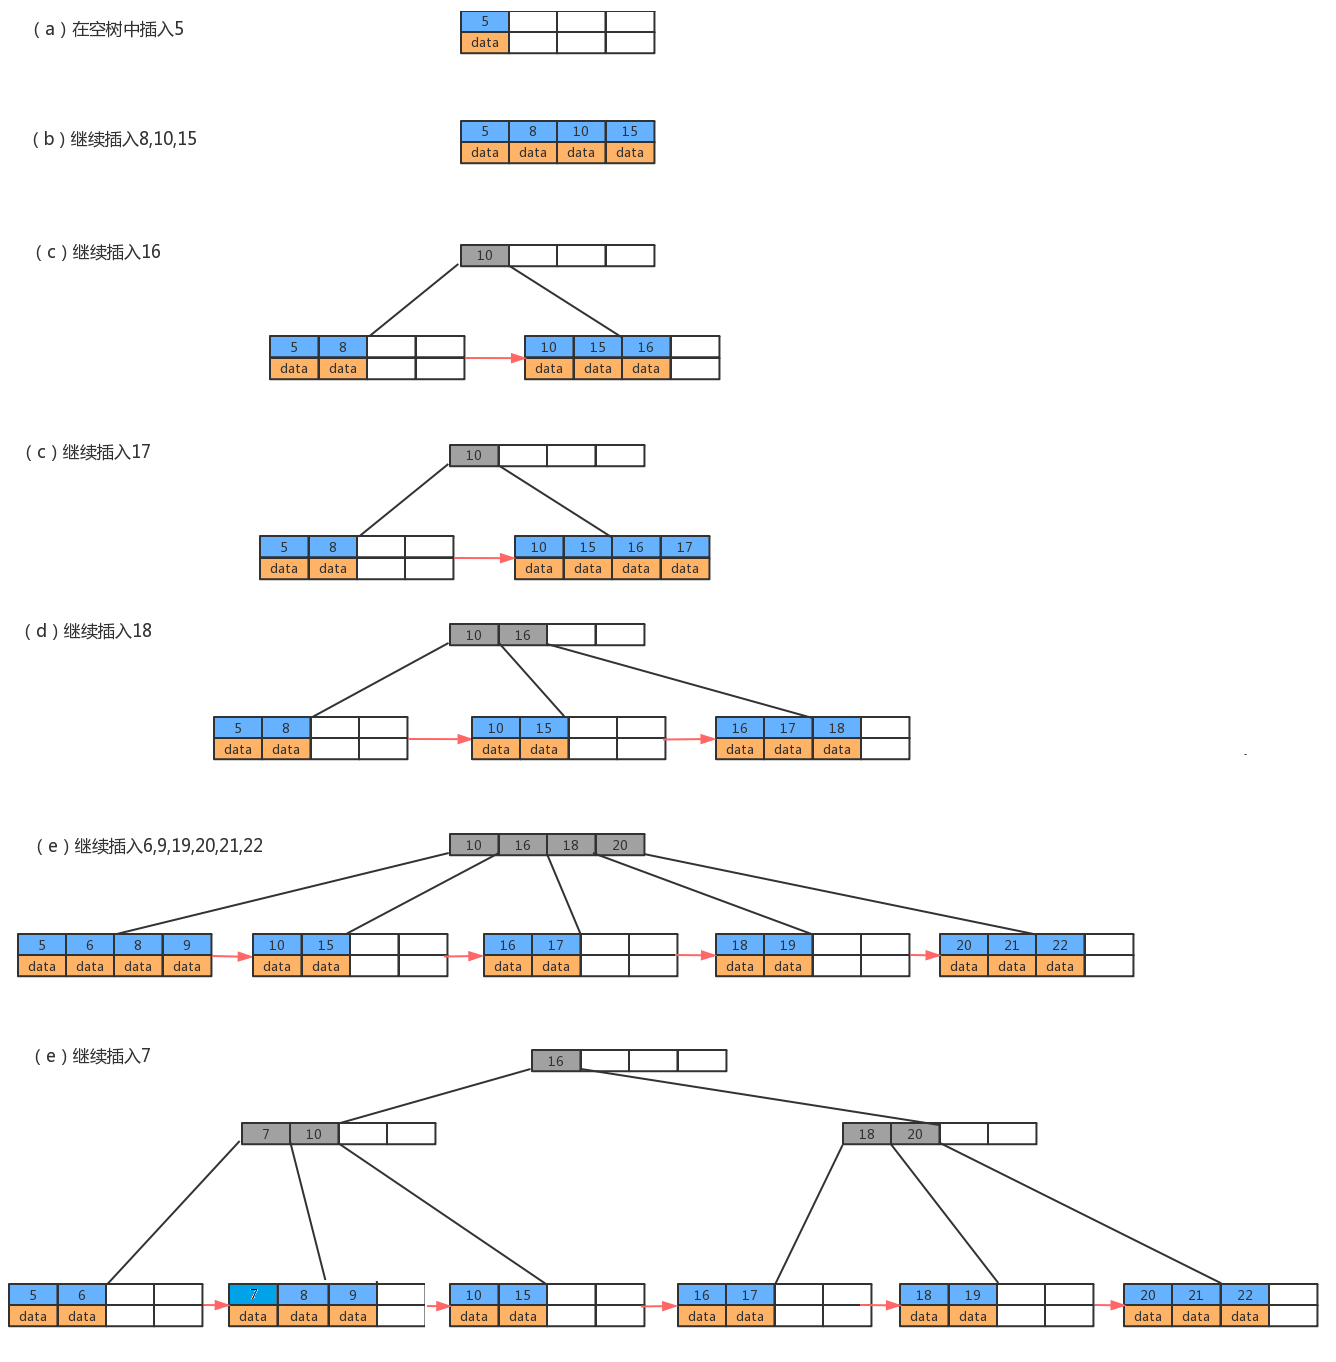 （a）在空树中插入5
5
data
（b）继续插入8,10,15
5 8 10 15
data data data data
（c）继续插入16
10
5 8 10 15 16
data data data data data
（c）继续插入17
10
5 8 10 15 16 17
data data data data data data
（d）继续插入18
10 16
5 8 10 15 16 17 18
data data data data data data data
（e）继续插入6,9,19,20,21,22
10 16 18 20
5 6 8 9 10 15 16 17 18 19 20 21 22
data data data data data data data data data data data data data
（e）继续插入7
16
7 10 18 20
5 6 7 8 9 10 15 16 17 18 19 20 21 22
data data data data data data data data data data data data data data